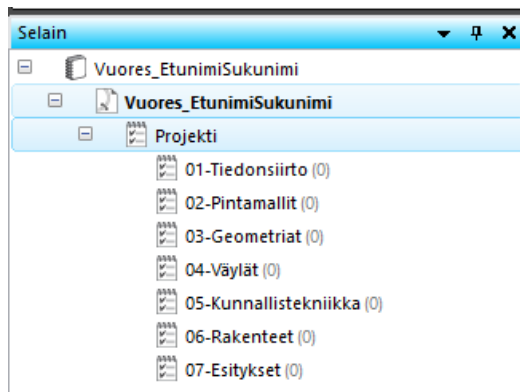 Selain
Vuores_EtunimiSukunimi
Vuores_EtunimiSukunimi
Projekti
01-Tiedonsiirto (0)
02-Pintamallit (0)
03-Geometriat (0)
04-Väylät (0)
05-Kunnallistekniikka (0)
06-Rakenteet (0)
07-Esitykset (0)